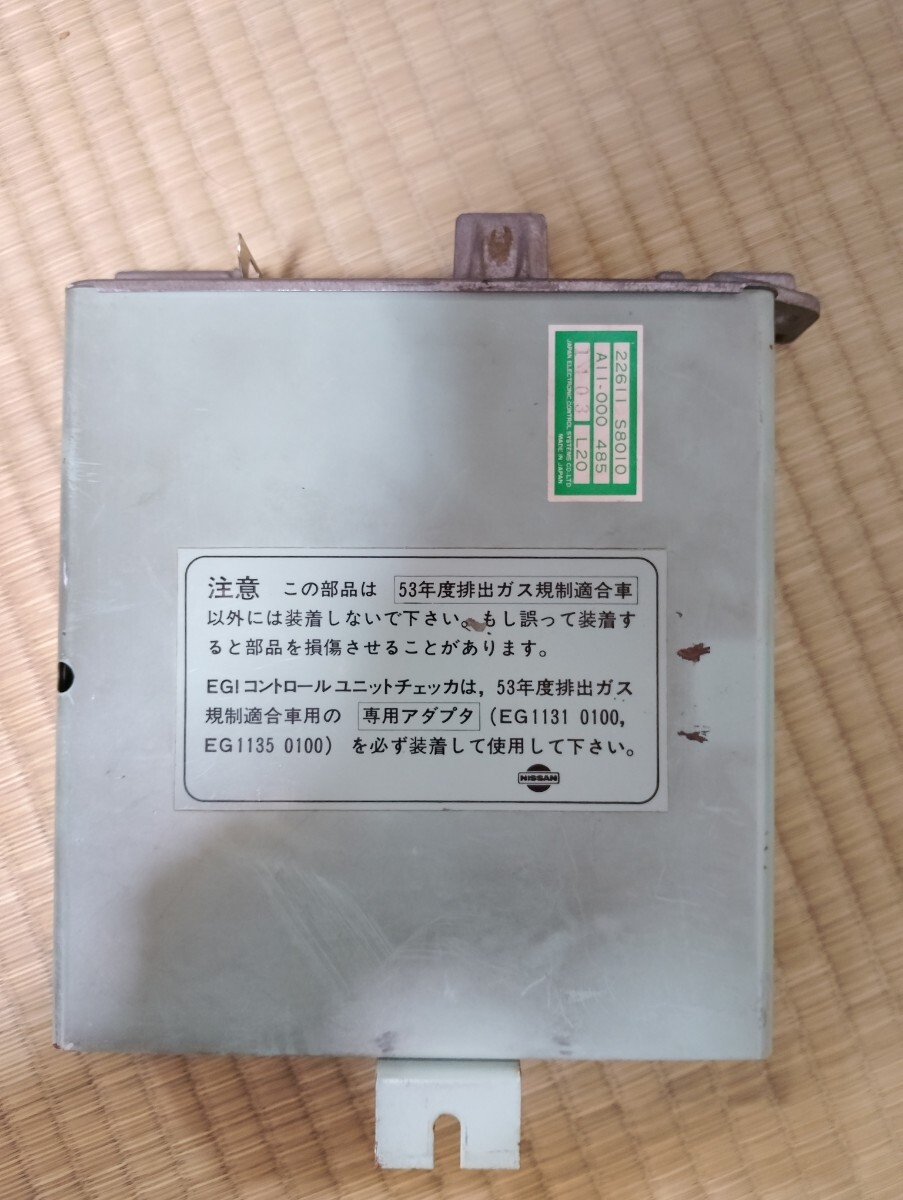 22611 S8010
A11-000 485
1M03 L20
JAPAN ELECTRONIC CONTROL SYSTEMS CO.,LTD
MADE IN JAPAN
注意 この部品は 53年度排出ガス規制適合車
以外には装着しないで下さい。もし誤って装着す
ると部品を損傷させることがあります。
EGIコントロールユニットチェッカは,53年度排出ガス
規制適合車用の 専用アダプタ (EG1131 0100,
EG1135 0100) を必ず装着して使用して下さい。
NISSAN